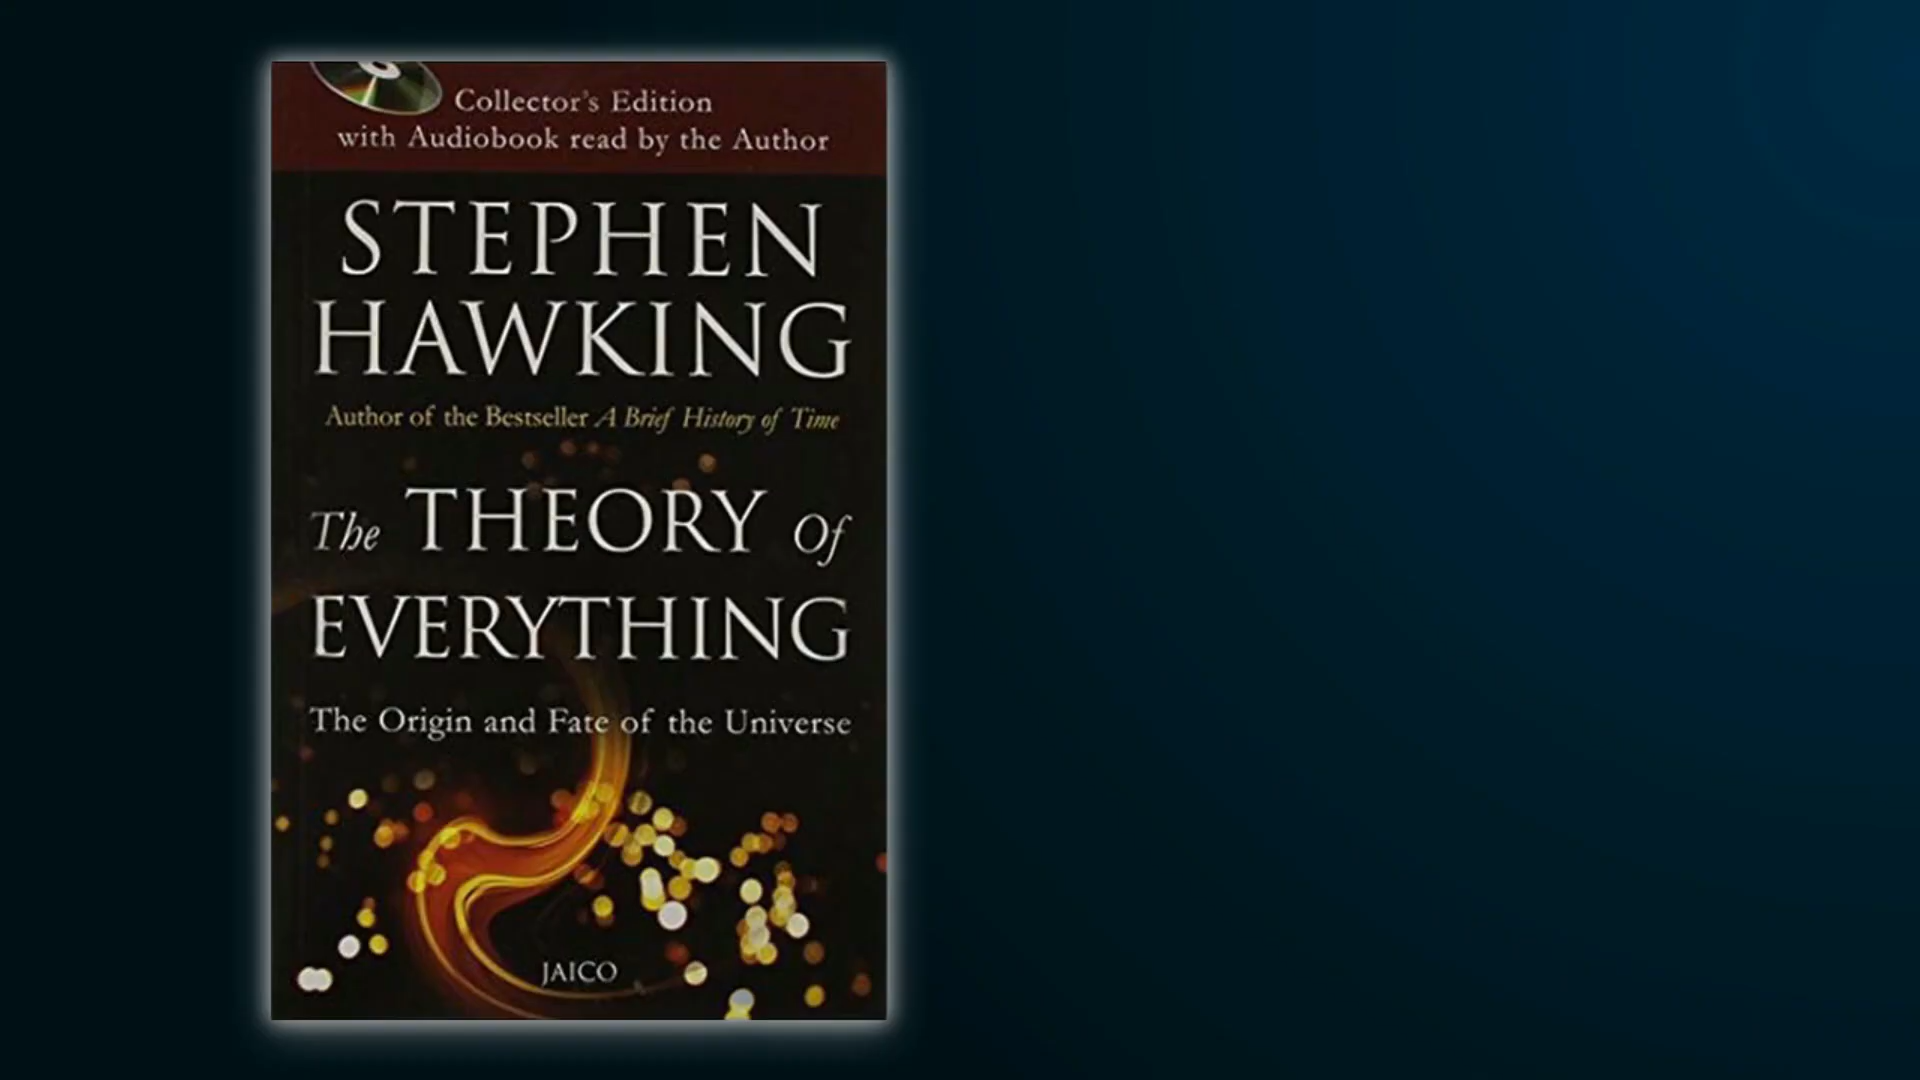 Collector's Edition
with Audiobook read by the Author
STEPHEN
HAWKING
Author of the Bestseller A Brief History of Time
The THEORY Of
EVERYTHING
The Origin and Fate of the Universe
JAICO